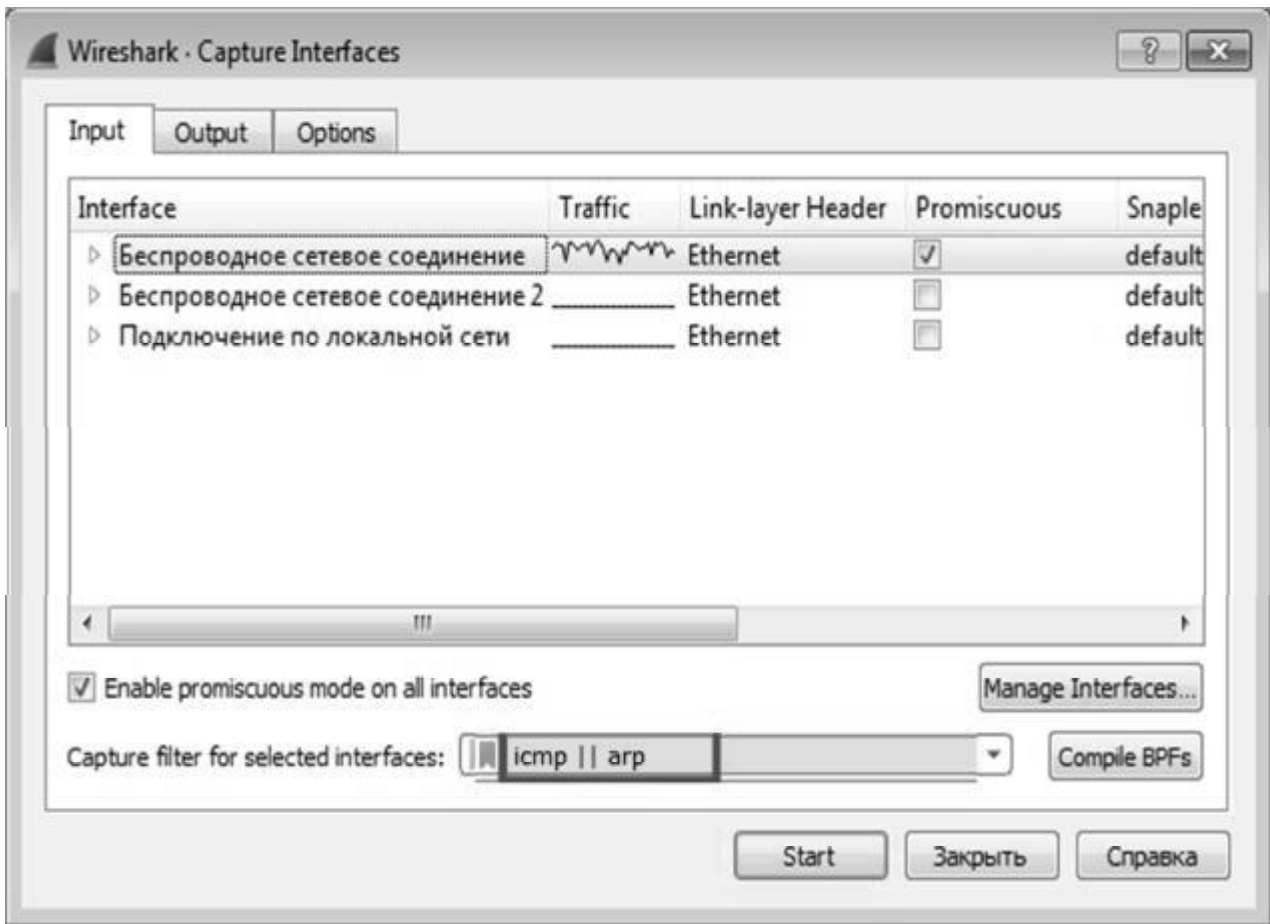 Wireshark · Capture Interfaces
Input Output Options
Interface Traffic Link-layer Header Promiscuous Snaple
Беспроводное сетевое соединение Ethernet default
Беспроводное сетевое соединение 2 Ethernet default
Подключение по локальной сети Ethernet default
Enable promiscuous mode on all interfaces Manage Interfaces...
Capture filter for selected interfaces: icmp || arp Compile BPFs
Start Закрыть Справка